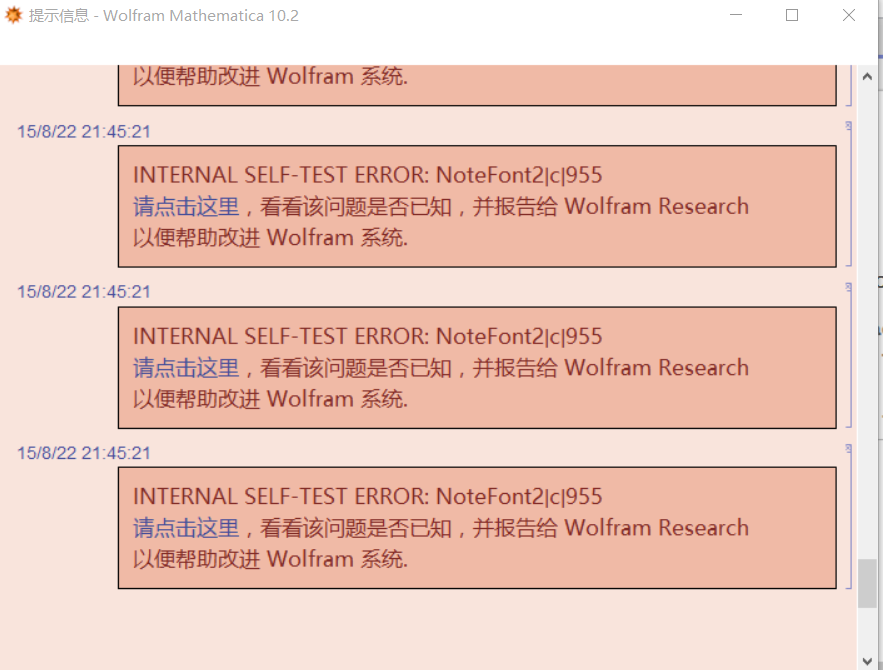 提示信息 - Wolfram Mathematica 10.2
以便帮助改进 Wolfram 系统.
15/8/22 21:45:21
INTERNAL SELF-TEST ERROR: NoteFont2|c|955
请点击这里，看看该问题是否已知，并报告给 Wolfram Research
以便帮助改进 Wolfram 系统.
15/8/22 21:45:21
INTERNAL SELF-TEST ERROR: NoteFont2|c|955
请点击这里，看看该问题是否已知，并报告给 Wolfram Research
以便帮助改进 Wolfram 系统.
15/8/22 21:45:21
INTERNAL SELF-TEST ERROR: NoteFont2|c|955
请点击这里，看看该问题是否已知，并报告给 Wolfram Research
以便帮助改进 Wolfram 系统.